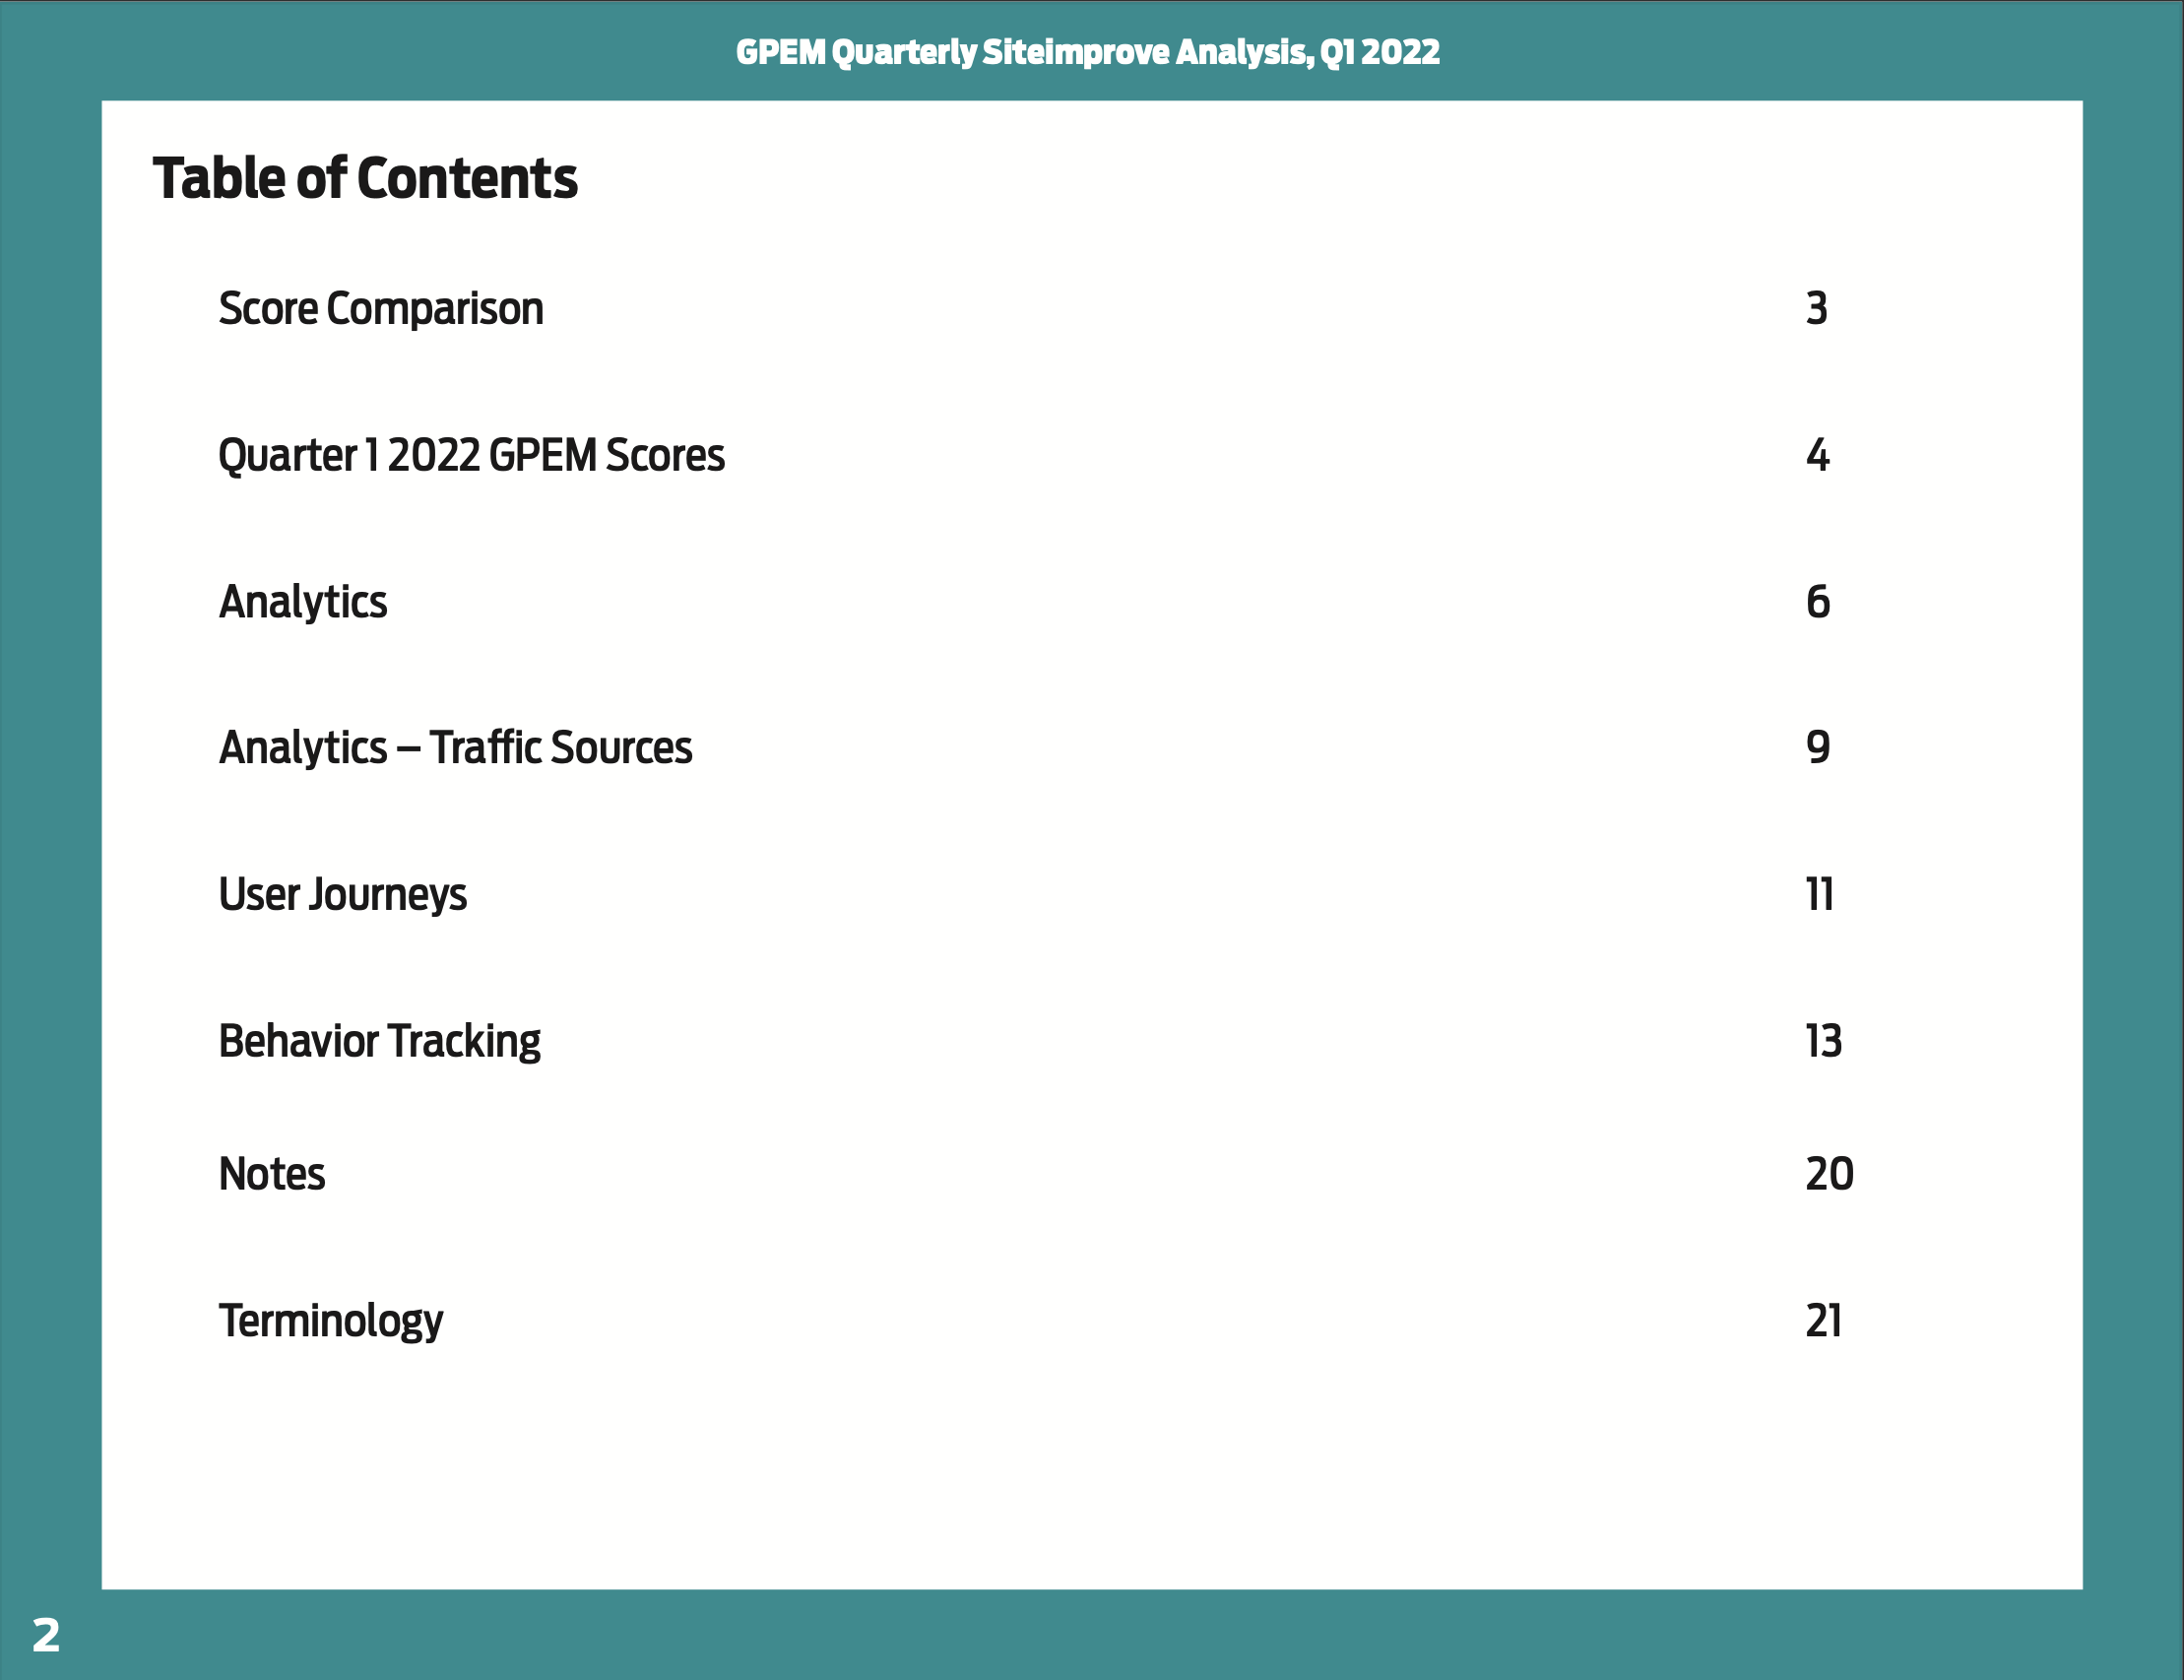 GPEM Quarterly Siteimprove Analysis, Q1 2022
Table of Contents
Score Comparison 3
Quarter 1 2022 GPEM Scores 4
Analytics 6
Analytics – Traffic Sources 9
User Journeys 11
Behavior Tracking 13
Notes 20
Terminology 21
2